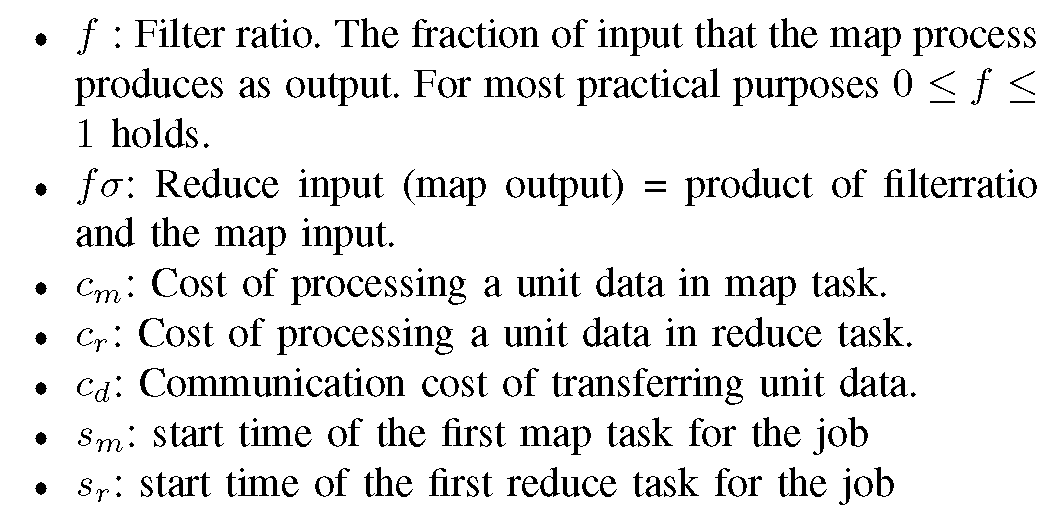 • f : Filter ratio. The fraction of input that the map process
produces as output. For most practical purposes 0 ≤ f ≤
1 holds.
• fσ: Reduce input (map output) = product of filterratio
and the map input.
• c_m: Cost of processing a unit data in map task.
• c_r: Cost of processing a unit data in reduce task.
• c_d: Communication cost of transferring unit data.
• s_m: start time of the first map task for the job
• s_r: start time of the first reduce task for the job